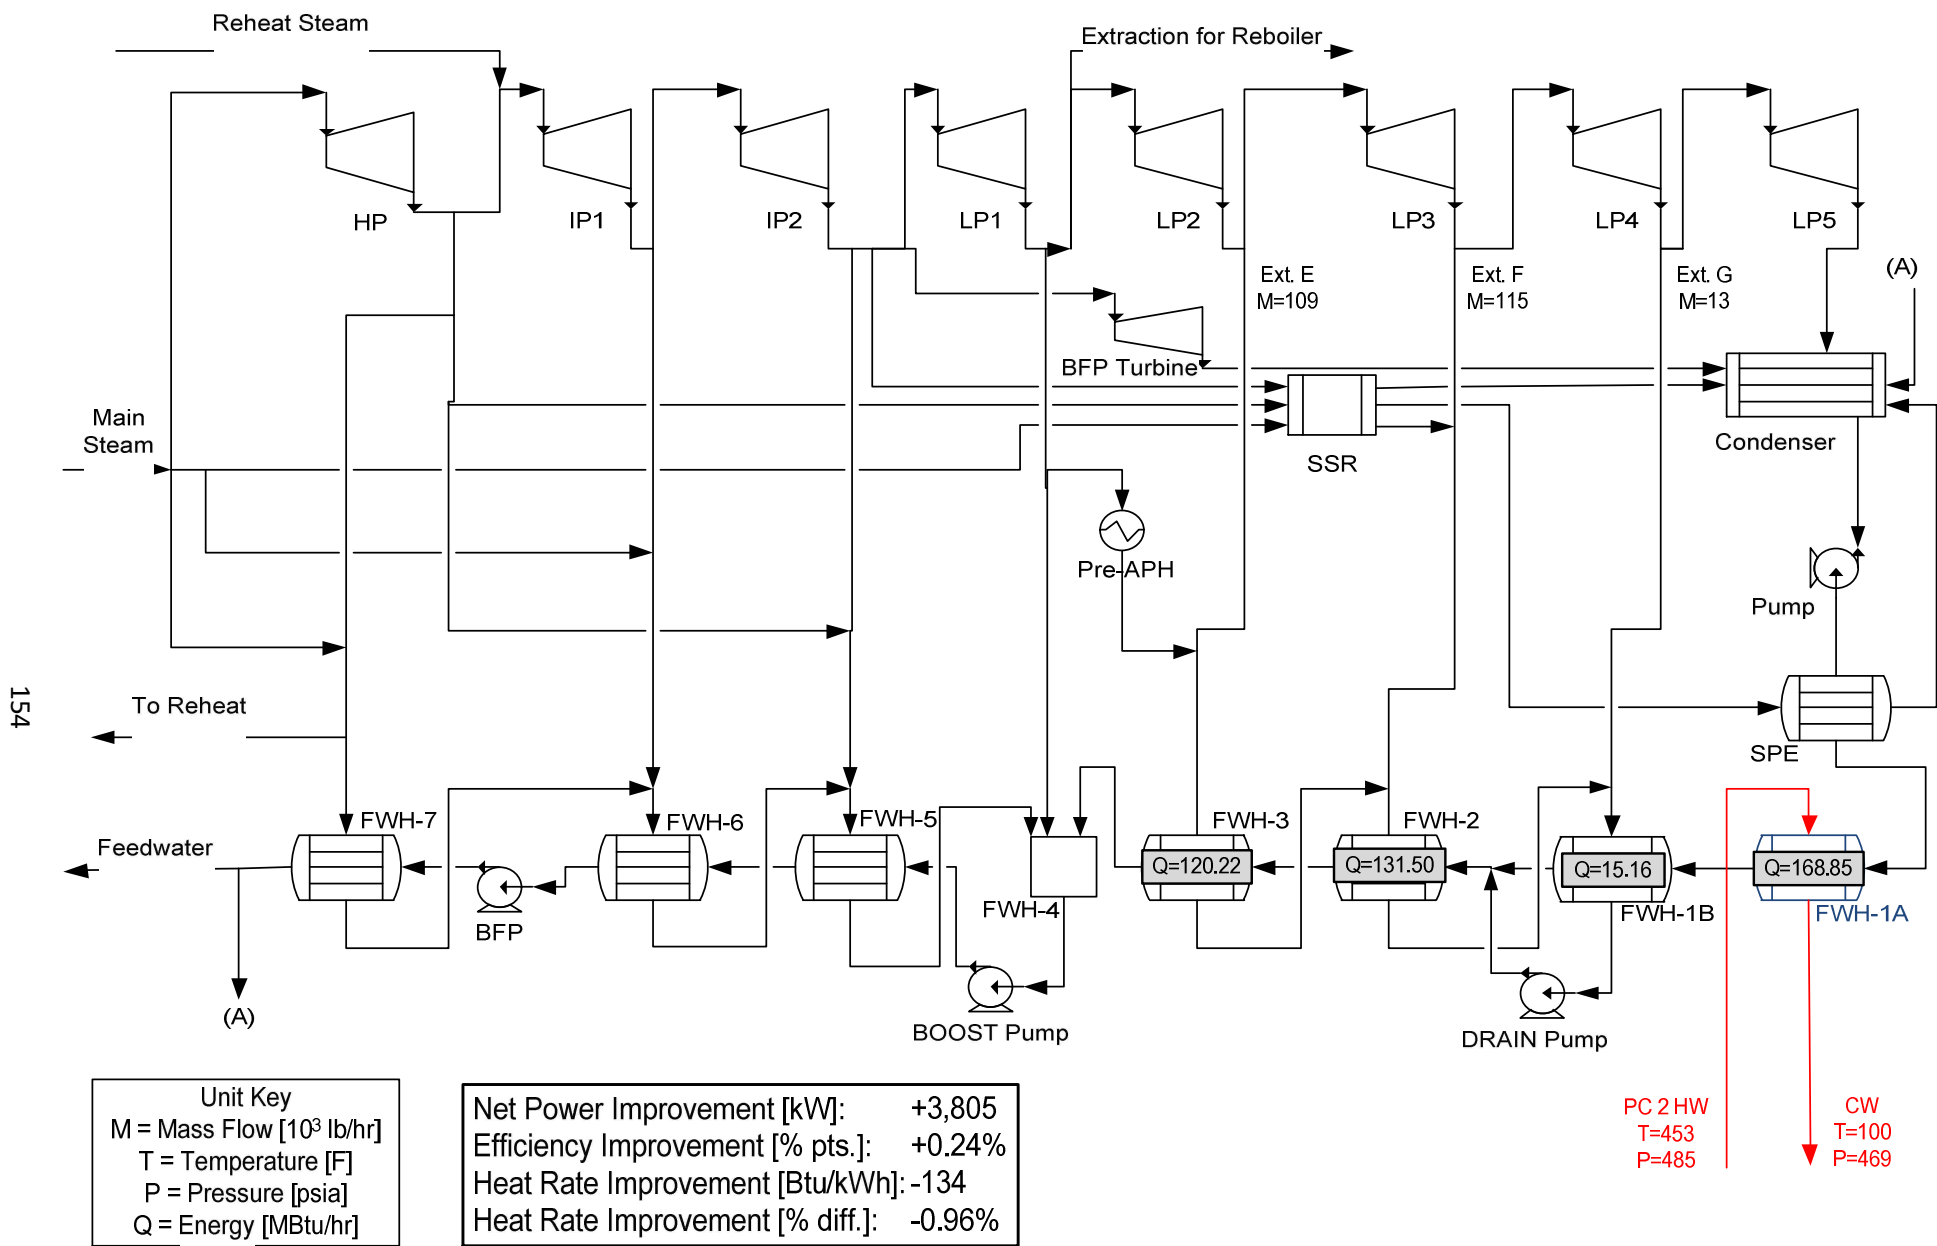 Reheat Steam
Extraction for Reboiler
HP
IP1
IP2
LP1
LP2
LP3
LP4
LP5
Ext. E
M=109
Ext. F
M=115
Ext. G
M=13
(A)
BFP Turbine
Main
Steam
SSR
Condenser
Pre-APH
Pump
154
To Reheat
SPE
Feedwater
FWH-7
FWH-6
FWH-5
FWH-4
FWH-3
Q=120.22
FWH-2
Q=131.50
Q=15.16
FWH-1B
Q=168.85
FWH-1A
BFP
(A)
BOOST Pump
DRAIN Pump
Unit Key
M = Mass Flow [10³ lb/hr]
T = Temperature [F]
P = Pressure [psia]
Q = Energy [MBtu/hr]
Net Power Improvement [kW]: +3,805
Efficiency Improvement [% pts.]: +0.24%
Heat Rate Improvement [Btu/kWh]: -134
Heat Rate Improvement [% diff.]: -0.96%
PC 2 HW
T=453
P=485
CW
T=100
P=469